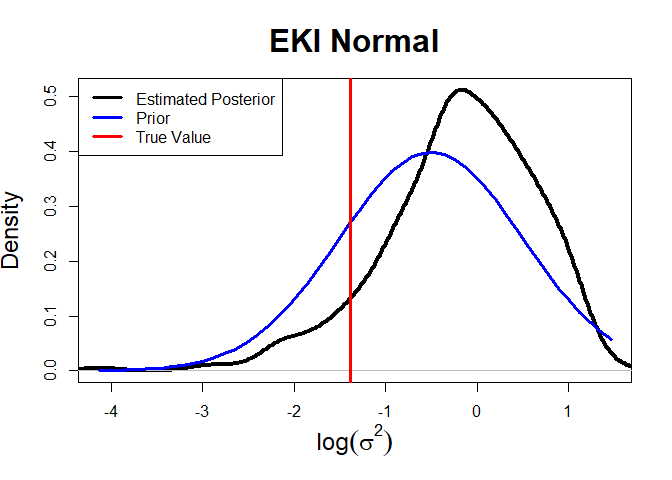 EKI Normal
Estimated Posterior
Prior
True Value
Density
0.0
0.1
0.2
0.3
0.4
0.5
-4 -3 -2 -1 0 1
log(σ²)